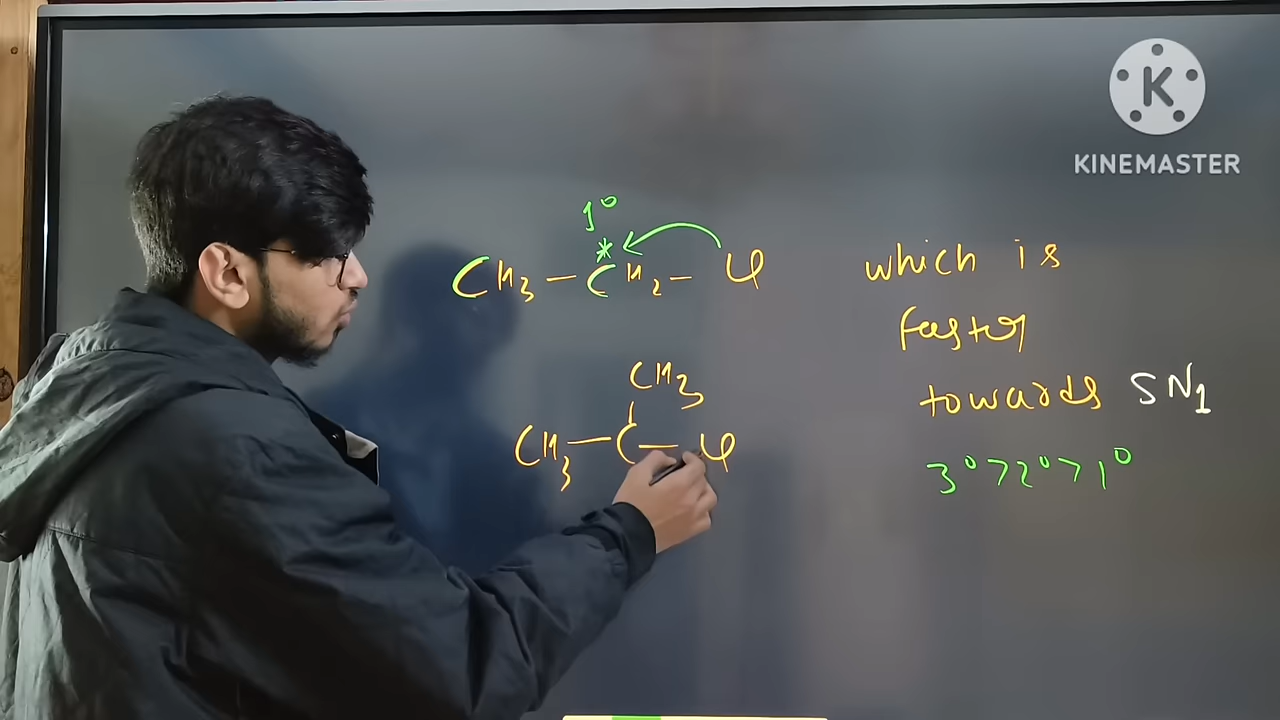 1°
*
CH3 – CH2 – Cl
CH3
CH3 – C – Cl
which is
faster
towards SN1
3° > 2° > 1°
K
KINEMASTER